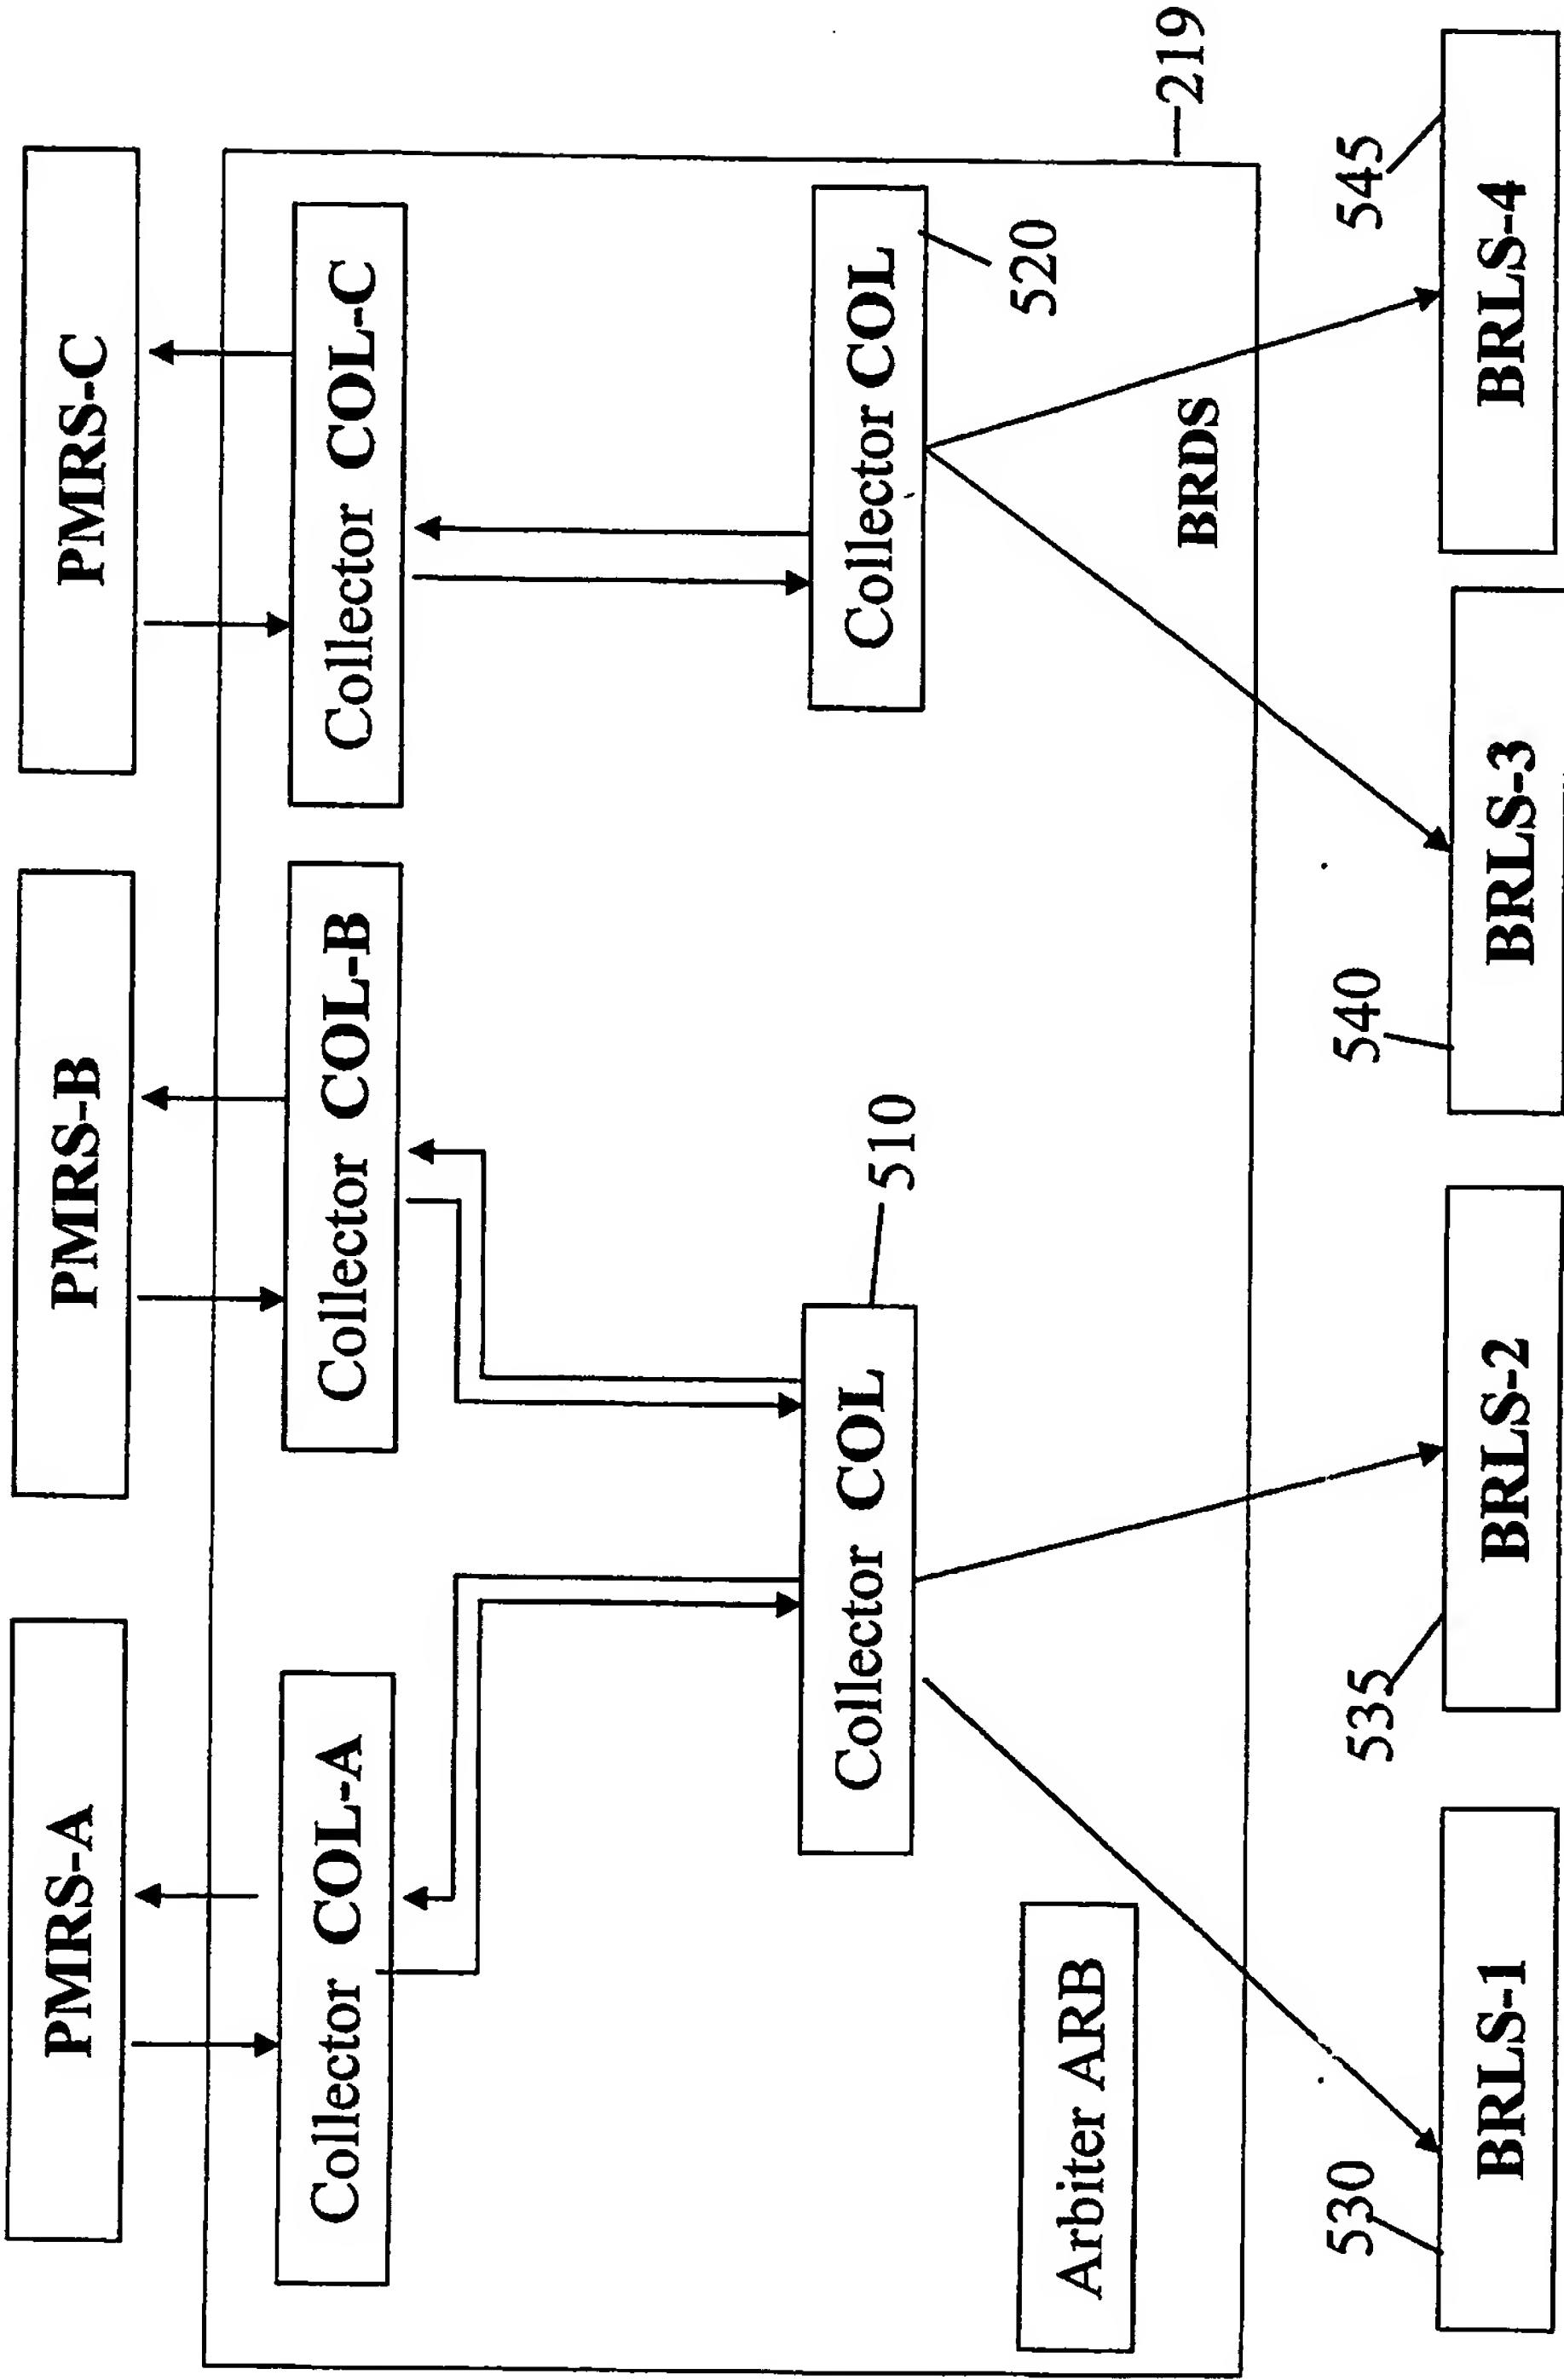 PMRS-A
PMRS-B
PMRS-C
Collector COL-A
Collector COL-B
Collector COL-C
Collector COL
510
Collector COL
520
Arbiter ARB
BRDS
219
530
535
540
545
BRLS-1
BRLS-2
BRLS-3
BRLS-4